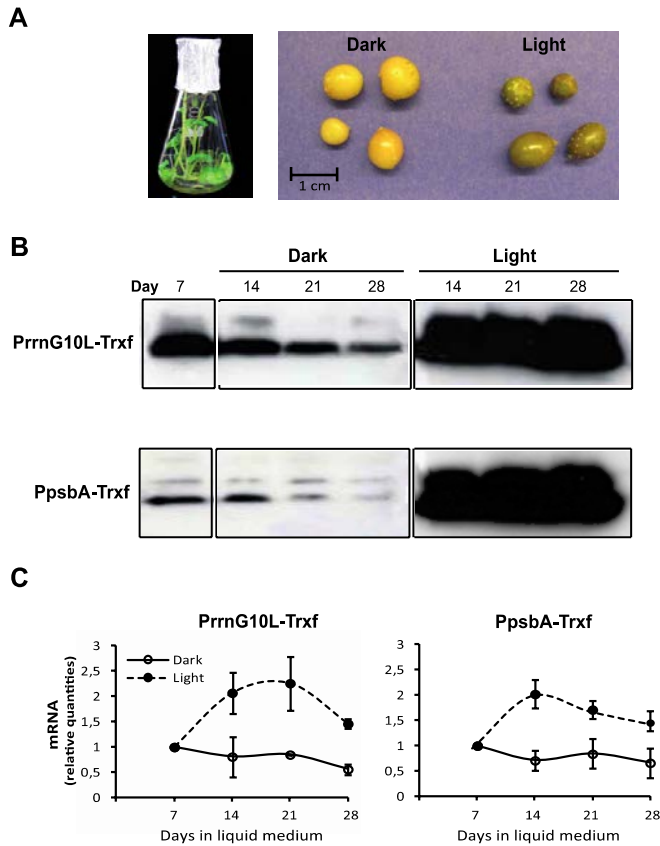 A
Dark Light
1 cm
B
Dark Light
Day 7 14 21 28 14 21 28
PrrnG10L-Trxf
PpsbA-Trxf
C
PrrnG10L-Trxf PpsbA-Trxf
mRNA
(relative quantities)
3
2,5
2
1,5
1
0,5
0
Dark
Light
7 14 21 28
Days in liquid medium
3
2,5
2
1,5
1
0,5
0
7 14 21 28
Days in liquid medium